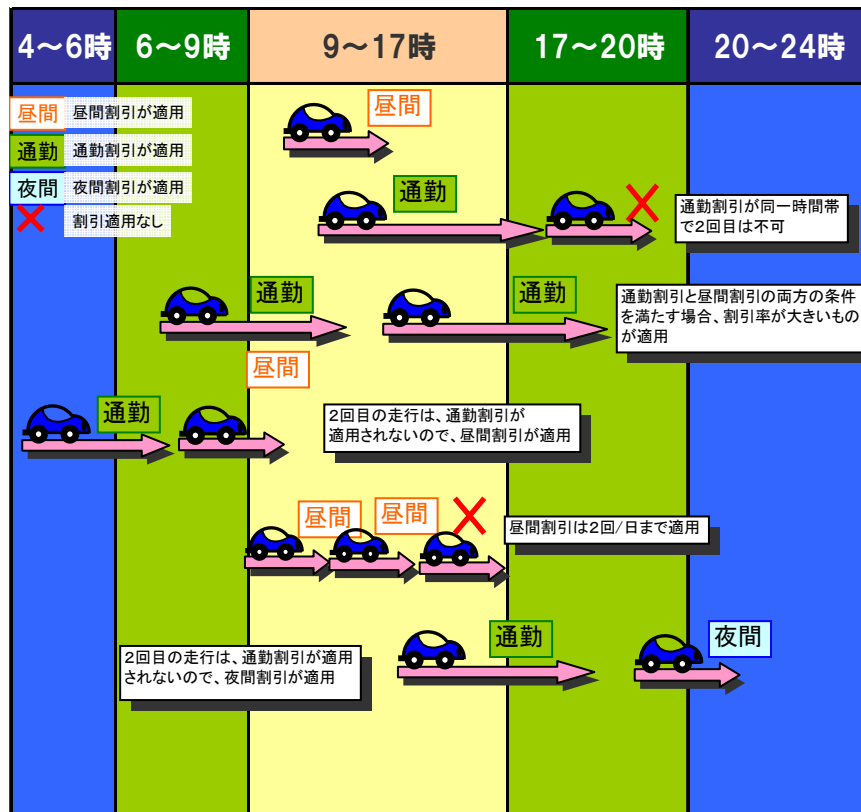 4～6時
6～9時
9～17時
17～20時
20～24時
昼間 昼間割引が適用
通勤 通勤割引が適用
夜間 夜間割引が適用
割引適用なし
昼間
通勤
通勤割引が同一時間帯
で2回目は不可
通勤
通勤
通勤割引と昼間割引の両方の条件
を満たす場合、割引率が大きいもの
が適用
通勤
昼間
2回目の走行は、通勤割引が
適用されないので、昼間割引が適用
昼間
昼間
昼間割引は2回/日まで適用
2回目の走行は、通勤割引が適用
されないので、夜間割引が適用
通勤
夜間